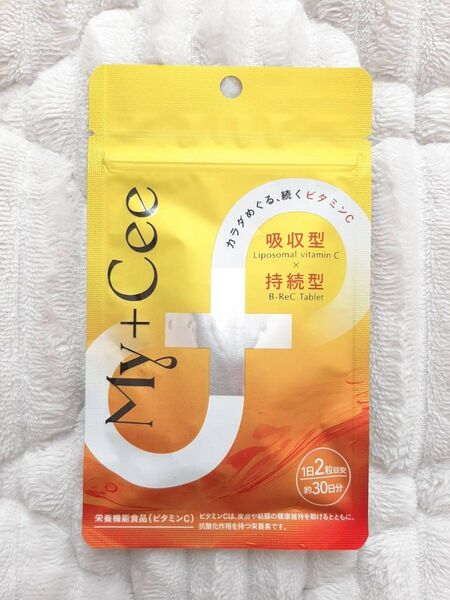 My+Cee
カラダめぐる、続くビタミンC
吸収型
Liposomal vitamin C
×
持続型
B-ReC Tablet
1日2粒目安
約30日分
栄養機能食品(ビタミンC)
ビタミンCは、皮膚や粘膜の健康維持を助けるとともに、
抗酸化作用を持つ栄養素です。